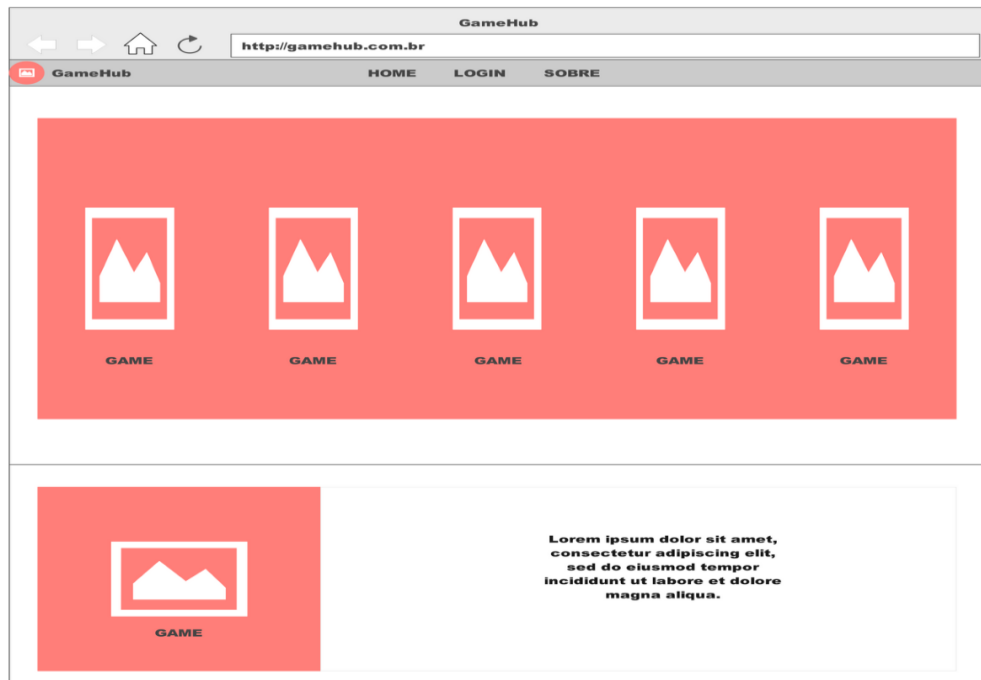 GameHub
http://gamehub.com.br
GameHub HOME LOGIN SOBRE
GAME GAME GAME GAME GAME
Lorem ipsum dolor sit amet,
consectetur adipiscing elit,
sed do eiusmod tempor
incididunt ut labore et dolore
magna aliqua.
GAME